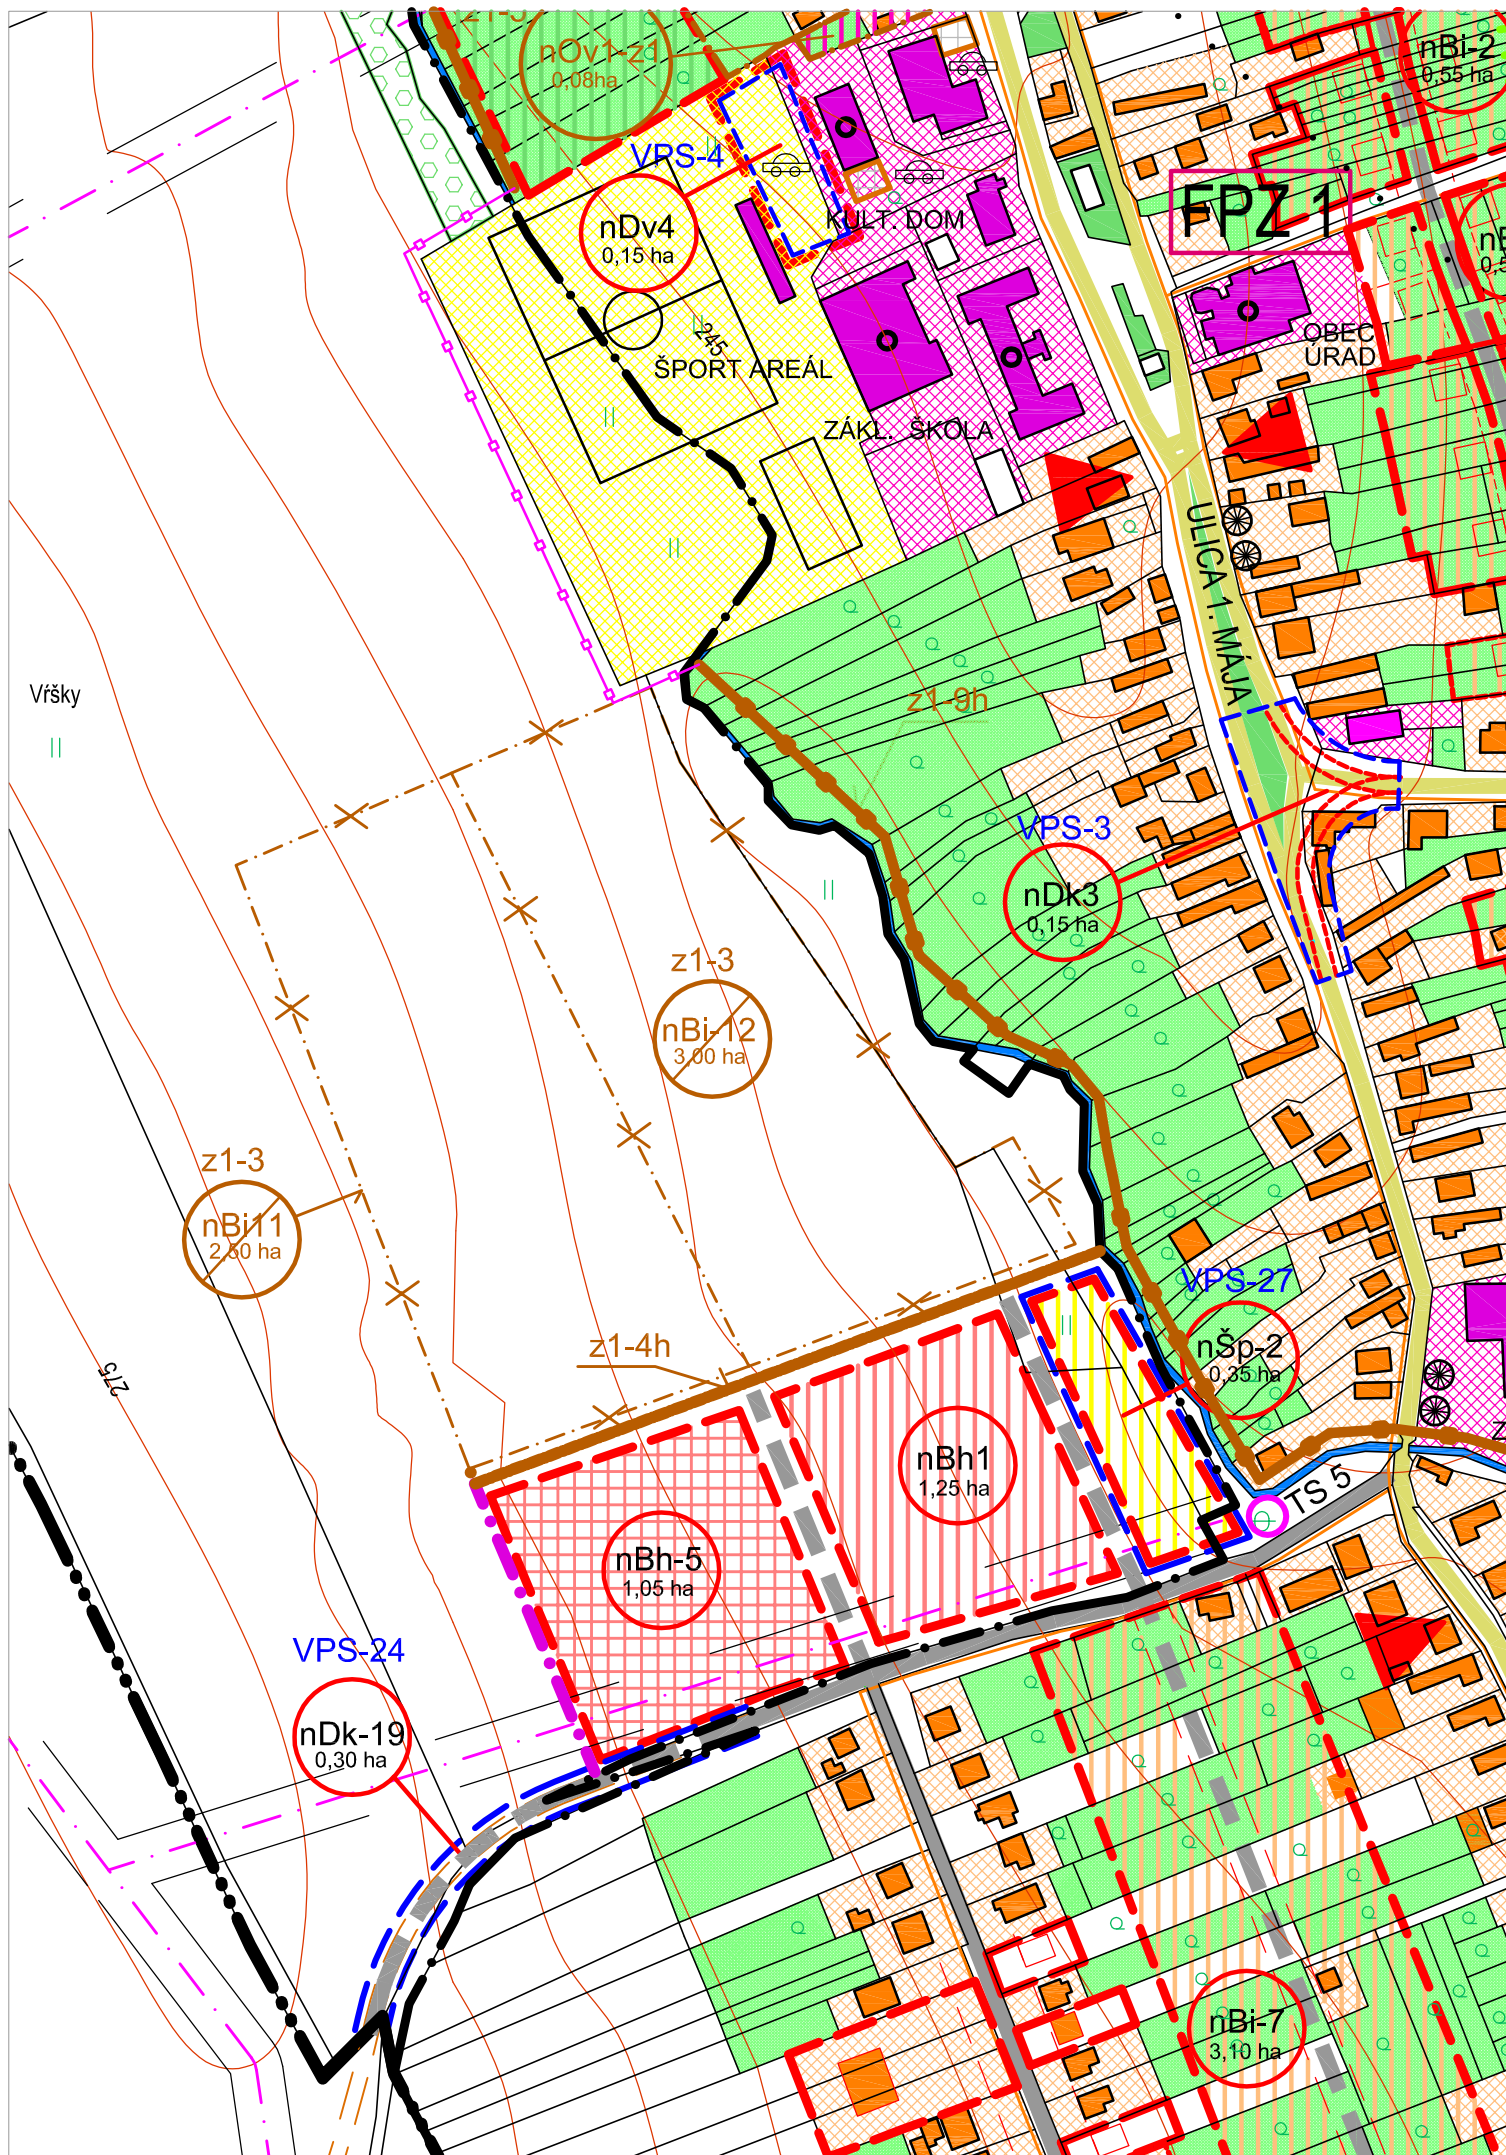 z1-3
nOv1-z1
0,08ha
nBi-2
0,55 ha
VPS-4
nDv4
0,15 ha
KULT. DOM
FPZ 1
OBEC
ÚRAD
245
ŠPORT AREÁL
ZÁKL. ŠKOLA
ULICA 1. MÁJA
Vŕšky
z1-9h
VPS-3
nDk3
0,15 ha
z1-3
nBi-12
3,00 ha
z1-3
nBi11
2,50 ha
VPS-27
nŠp-2
0,35 ha
z1-4h
275
nBh1
1,25 ha
TS 5
nBh-5
1,05 ha
VPS-24
nDk-19
0,30 ha
nBi-7
3,10 ha